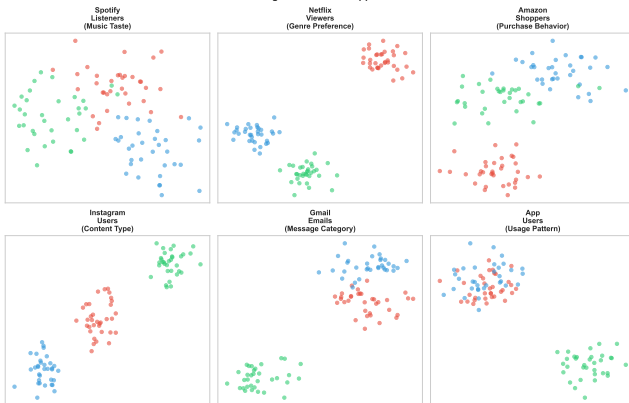 Spotify
Listeners
(Music Taste)
Netflix
Viewers
(Genre Preference)
Amazon
Shoppers
(Purchase Behavior)
Instagram
Users
(Content Type)
Gmail
Emails
(Message Category)
App
Users
(Usage Pattern)